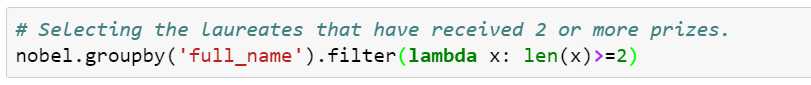 # Selecting the laureates that have received 2 or more prizes.
nobel.groupby('full_name').filter(lambda x: len(x)>=2)